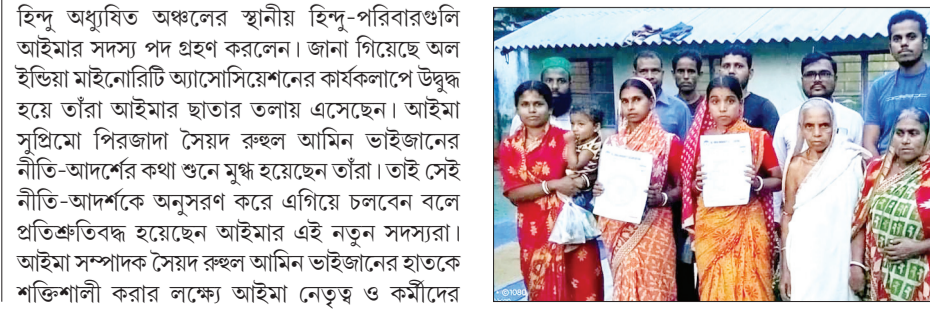 হিন্দু অধ্যুষিত অঞ্চলের স্থানীয় হিন্দু-পরিবারগুলি
আইমার সদস্য পদ গ্রহণ করলেন। জানা গিয়েছে অল
ইন্ডিয়া মাইনোরিটি অ্যাসোসিয়েশনের কার্যকলাপে উদ্বুদ্ধ
হয়ে তাঁরা আইমার ছাতার তলায় এসেছেন। আইমা
সুপ্রিমো পিরজাদা সৈয়দ রুহুল আমিন ভাইজানের
নীতি-আদর্শের কথা শুনে মুগ্ধ হয়েছেন তাঁরা। তাই সেই
নীতি-আদর্শকে অনুসরণ করে এগিয়ে চলবেন বলে
প্রতিশ্রুতিবদ্ধ হয়েছেন আইমার এই নতুন সদস্যরা।
আইমা সম্পাদক সৈয়দ রুহুল আমিন ভাইজানের হাতকে
শক্তিশালী করার লক্ষ্যে আইমা নেতৃত্ব ও কর্মীদের
©1080